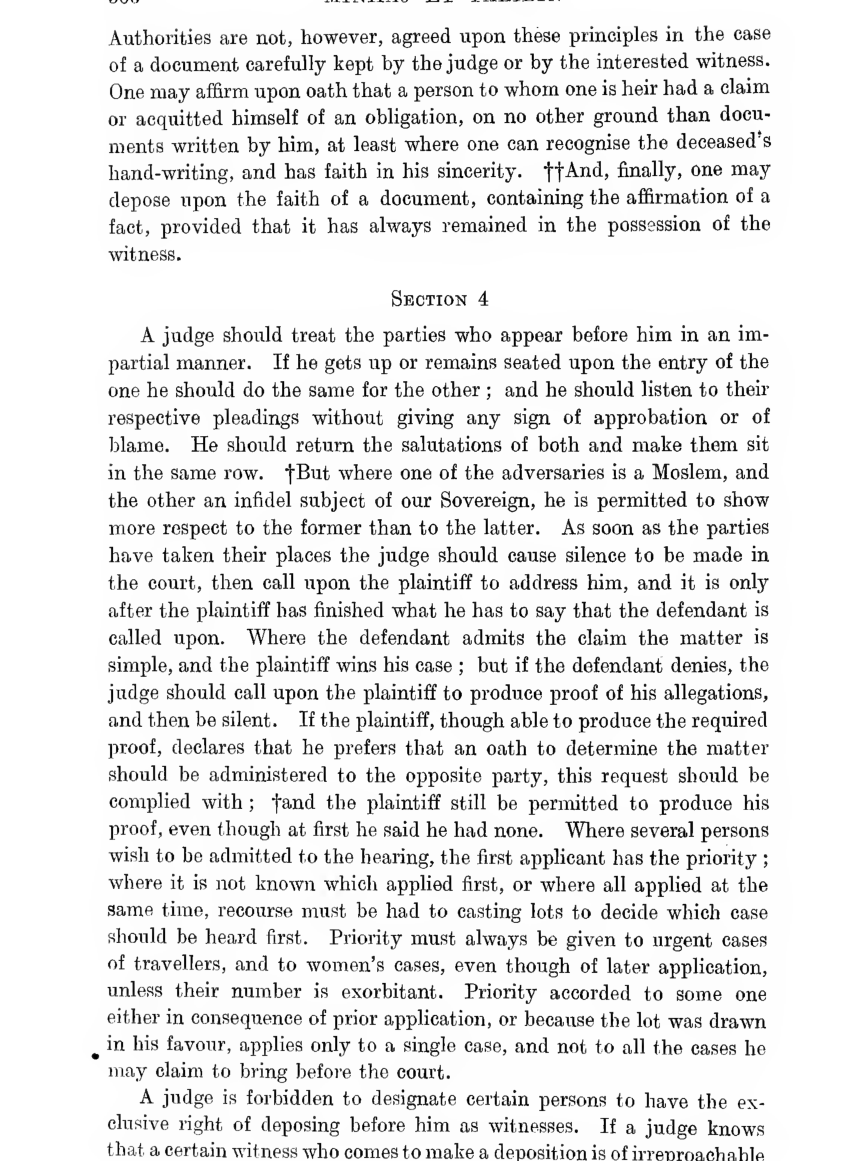 Authorities are not, however, agreed upon these principles in the case
of a document carefully kept by the judge or by the interested witness.
One may affirm upon oath that a person to whom one is heir had a claim
or acquitted himself of an obligation, on no other ground than docu-
ments written by him, at least where one can recognise the deceased's
hand-writing, and has faith in his sincerity. ††And, finally, one may
depose upon the faith of a document, containing the affirmation of a
fact, provided that it has always remained in the possession of the
witness.
Section 4
A judge should treat the parties who appear before him in an im-
partial manner. If he gets up or remains seated upon the entry of the
one he should do the same for the other ; and he should listen to their
respective pleadings without giving any sign of approbation or of
blame. He should return the salutations of both and make them sit
in the same row. †But where one of the adversaries is a Moslem, and
the other an infidel subject of our Sovereign, he is permitted to show
more respect to the former than to the latter. As soon as the parties
have taken their places the judge should cause silence to be made in
the court, then call upon the plaintiff to address him, and it is only
after the plaintiff has finished what he has to say that the defendant is
called upon. Where the defendant admits the claim the matter is
simple, and the plaintiff wins his case ; but if the defendant denies, the
judge should call upon the plaintiff to produce proof of his allegations,
and then be silent. If the plaintiff, though able to produce the required
proof, declares that he prefers that an oath to determine the matter
should be administered to the opposite party, this request should be
complied with ; †and the plaintiff still be permitted to produce his
proof, even though at first he said he had none. Where several persons
wish to be admitted to the hearing, the first applicant has the priority ;
where it is not known which applied first, or where all applied at the
same time, recourse must be had to casting lots to decide which case
should be heard first. Priority must always be given to urgent cases
of travellers, and to women's cases, even though of later application,
unless their number is exorbitant. Priority accorded to some one
either in consequence of prior application, or because the lot was drawn
in his favour, applies only to a single case, and not to all the cases he
may claim to bring before the court.
A judge is forbidden to designate certain persons to have the ex-
clusive right of deposing before him as witnesses. If a judge knows
that a certain witness who comes to make a deposition is of irreproachable